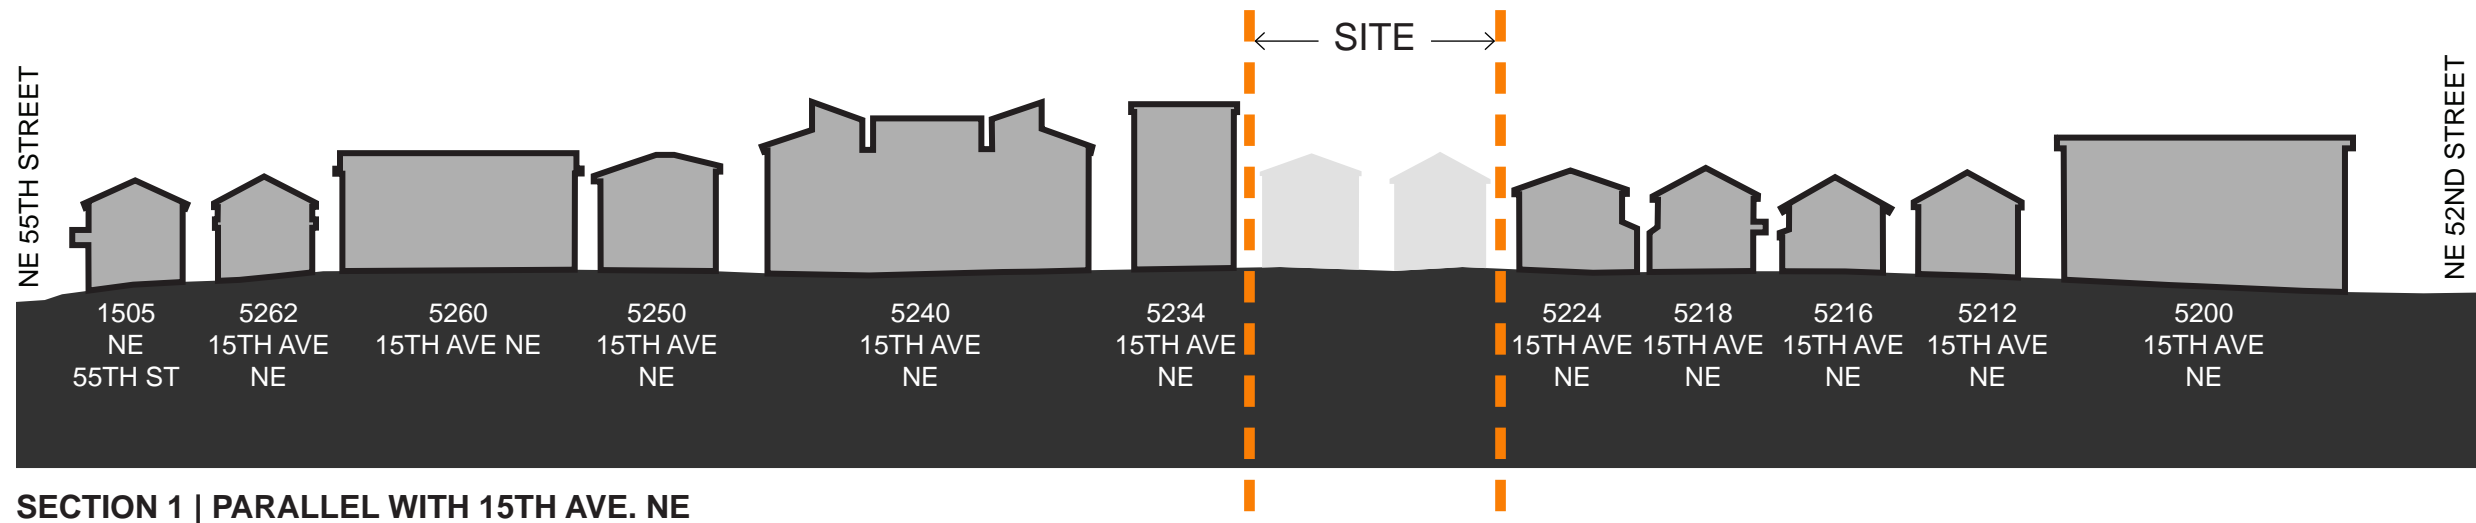 SITE
NE 55TH STREET
NE 52ND STREET
1505
NE
55TH ST
5262
15TH AVE
NE
5260
15TH AVE NE
5250
15TH AVE
NE
5240
15TH AVE
NE
5234
15TH AVE
NE
5224
15TH AVE
NE
5218
15TH AVE
NE
5216
15TH AVE
NE
5212
15TH AVE
NE
5200
15TH AVE
NE
SECTION 1 | PARALLEL WITH 15TH AVE. NE